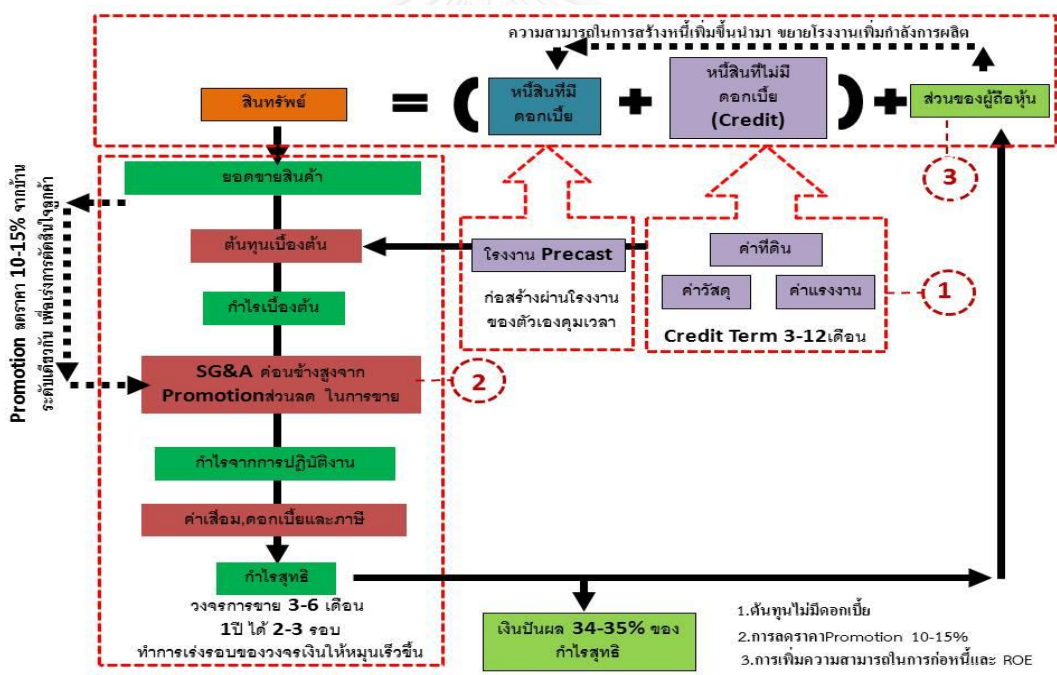 ความสามารถในการสร้างหนี้เพิ่มขึ้นนำมา ขยายโรงงานเพิ่มกำลังการผลิต
สินทรัพย์
=
(
หนี้สินที่มี
ดอกเบี้ย
+
หนี้สินที่ไม่มี
ดอกเบี้ย
(Credit)
)
+
ส่วนของผู้ถือหุ้น
3
ยอดขายสินค้า
ต้นทุนเบื้องต้น
กำไรเบื้องต้น
SG&A ค่อนข้างสูงจาก
Promotionส่วนลด ในการขาย
กำไรจากการปฏิบัติงาน
ค่าเสื่อม,ดอกเบี้ยและภาษี
กำไรสุทธิ
วงจรการขาย 3-6 เดือน
1ปี ได้ 2-3 รอบ
ทำการเร่งรอบของวงจรเงินให้หมุนเร็วขึ้น
Promotion ลดราคา 10-15% จากบ้าน
ระดับเดียวกัน เพื่อเร่งการตัดสินใจลูกค้า
โรงงาน Precast
ก่อสร้างผ่านโรงงาน
ของตัวเองคุมเวลา
ค่าที่ดิน
ค่าวัสดุ
ค่าแรงงาน
Credit Term 3-12เดือน
1
2
เงินปันผล 34-35% ของ
กำไรสุทธิ
1.ต้นทุนไม่มีดอกเบี้ย
2.การลดราคาPromotion 10-15%
3.การเพิ่มความสามารถในการก่อหนี้และ ROE